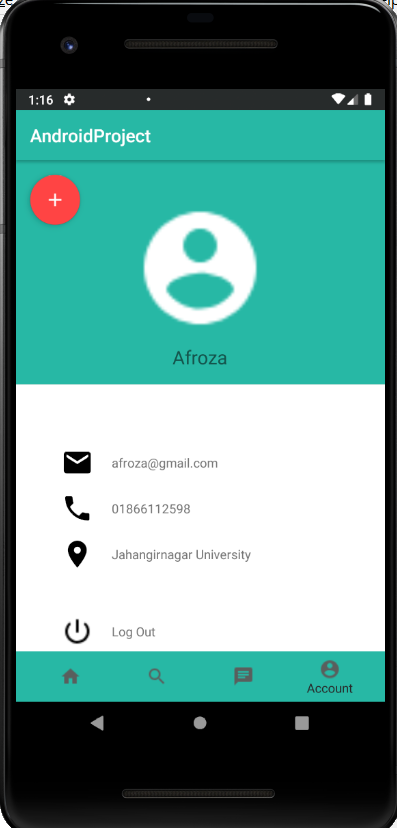 1:16
AndroidProject
Afroza
afroza@gmail.com
01866112598
Jahangirnagar University
Log Out
Account